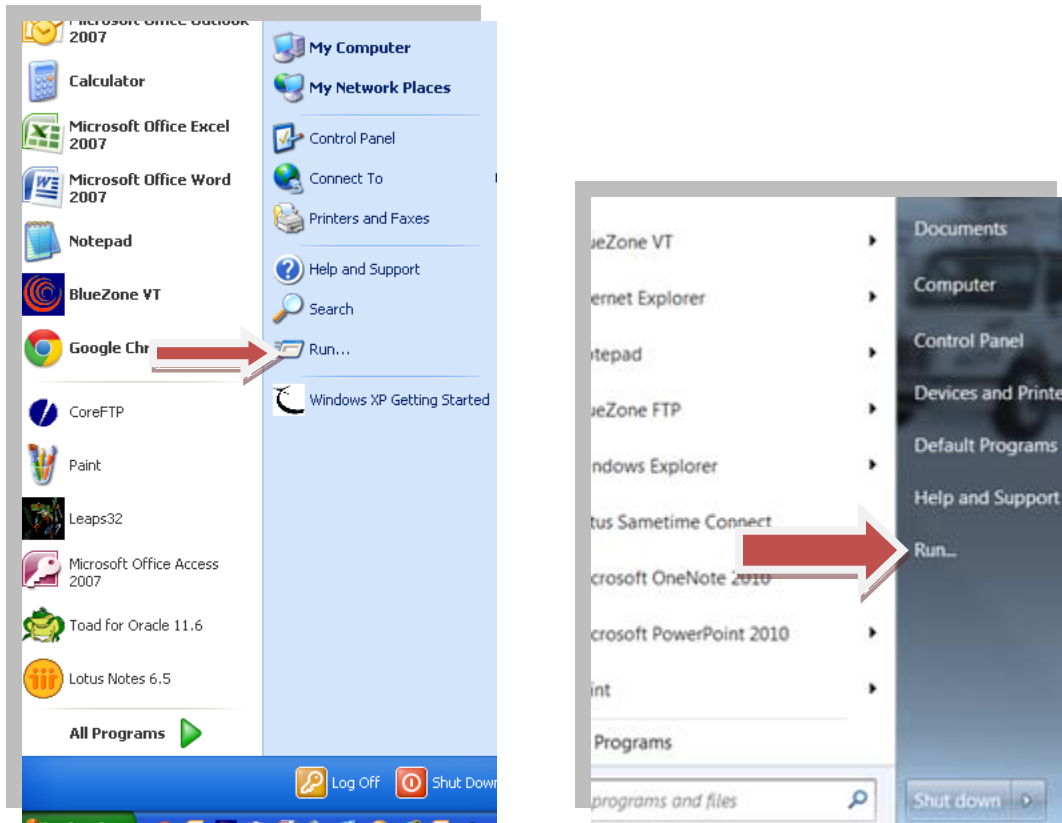 Microsoft Office Outlook
2007
Calculator
Microsoft Office Excel
2007
Microsoft Office Word
2007
Notepad
BlueZone VT
Google Chr
CoreFTP
Paint
Leaps32
Microsoft Office Access
2007
Toad for Oracle 11.6
Lotus Notes 6.5
All Programs
My Computer
My Network Places
Control Panel
Connect To
Printers and Faxes
Help and Support
Search
Run...
Windows XP Getting Started
Log Off
Shut Down
ueZone VT
ernet Explorer
otepad
ueZone FTP
ndows Explorer
tus Sametime Connect
crosoft OneNote 2010
crosoft PowerPoint 2010
int
Programs
programs and files
Documents
Computer
Control Panel
Devices and Printe
Default Programs
Help and Support
Run...
Shut down